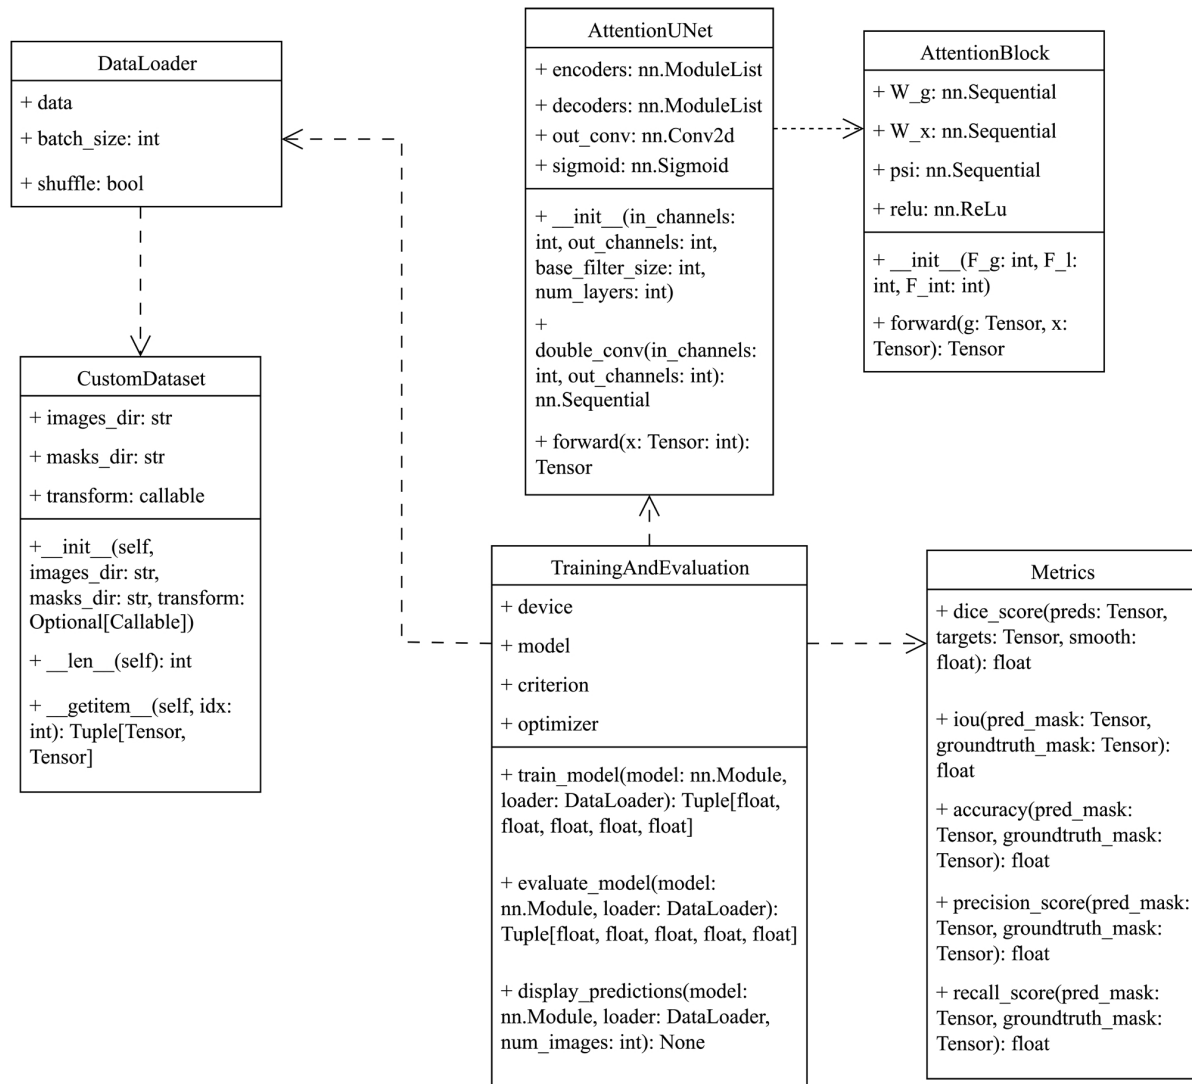 DataLoader
+ data
+ batch_size: int
+ shuffle: bool
CustomDataset
+ images_dir: str
+ masks_dir: str
+ transform: callable
+__init__(self,
images_dir: str,
masks_dir: str, transform:
Optional[Callable])
+ __len__(self): int
+ __getitem__(self, idx:
int): Tuple[Tensor,
Tensor]
AttentionUNet
+ encoders: nn.ModuleList
+ decoders: nn.ModuleList
+ out_conv: nn.Conv2d
+ sigmoid: nn.Sigmoid
+ __init__(in_channels:
int, out_channels: int,
base_filter_size: int,
num_layers: int)
+
double_conv(in_channels:
int, out_channels: int):
nn.Sequential
+ forward(x: Tensor: int):
Tensor
AttentionBlock
+ W_g: nn.Sequential
+ W_x: nn.Sequential
+ psi: nn.Sequential
+ relu: nn.ReLu
+ __init__(F_g: int, F_l:
int, F_int: int)
+ forward(g: Tensor, x:
Tensor): Tensor
TrainingAndEvaluation
+ device
+ model
+ criterion
+ optimizer
+ train_model(model: nn.Module,
loader: DataLoader): Tuple[float,
float, float, float, float]
+ evaluate_model(model:
nn.Module, loader: DataLoader):
Tuple[float, float, float, float, float]
+ display_predictions(model:
nn.Module, loader: DataLoader,
num_images: int): None
Metrics
+ dice_score(preds: Tensor,
targets: Tensor, smooth:
float): float
+ iou(pred_mask: Tensor,
groundtruth_mask: Tensor):
float
+ accuracy(pred_mask:
Tensor, groundtruth_mask:
Tensor): float
+ precision_score(pred_mask:
Tensor, groundtruth_mask:
Tensor): float
+ recall_score(pred_mask:
Tensor, groundtruth_mask:
Tensor): float